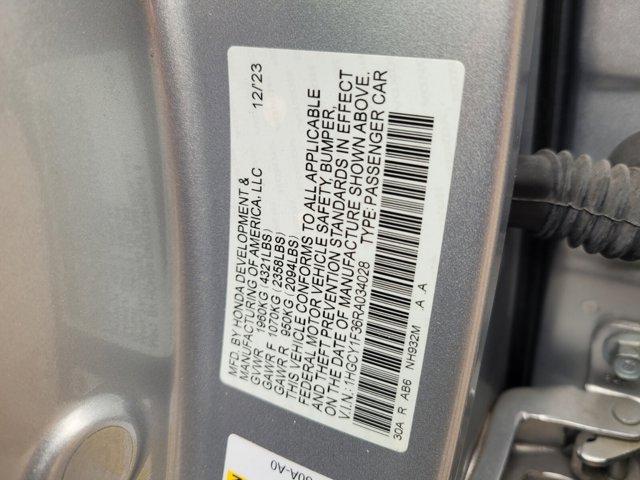 MFD. BY HONDA DEVELOPMENT &
MANUFACTURING OF AMERICA, LLC 12/23
GVWR 1960KG (4321LBS)
GAWR F 1070KG (2358LBS)
GAWR R 950KG (2094LBS)
THIS VEHICLE CONFORMS TO ALL APPLICABLE
FEDERAL MOTOR VEHICLE SAFETY, BUMPER,
AND THEFT PREVENTION STANDARDS IN EFFECT
ON THE DATE OF MANUFACTURE SHOWN ABOVE.
V.I.N.: 1HGCY1F36RA034028 TYPE: PASSENGER CAR
30A R AB6 NH932M A A